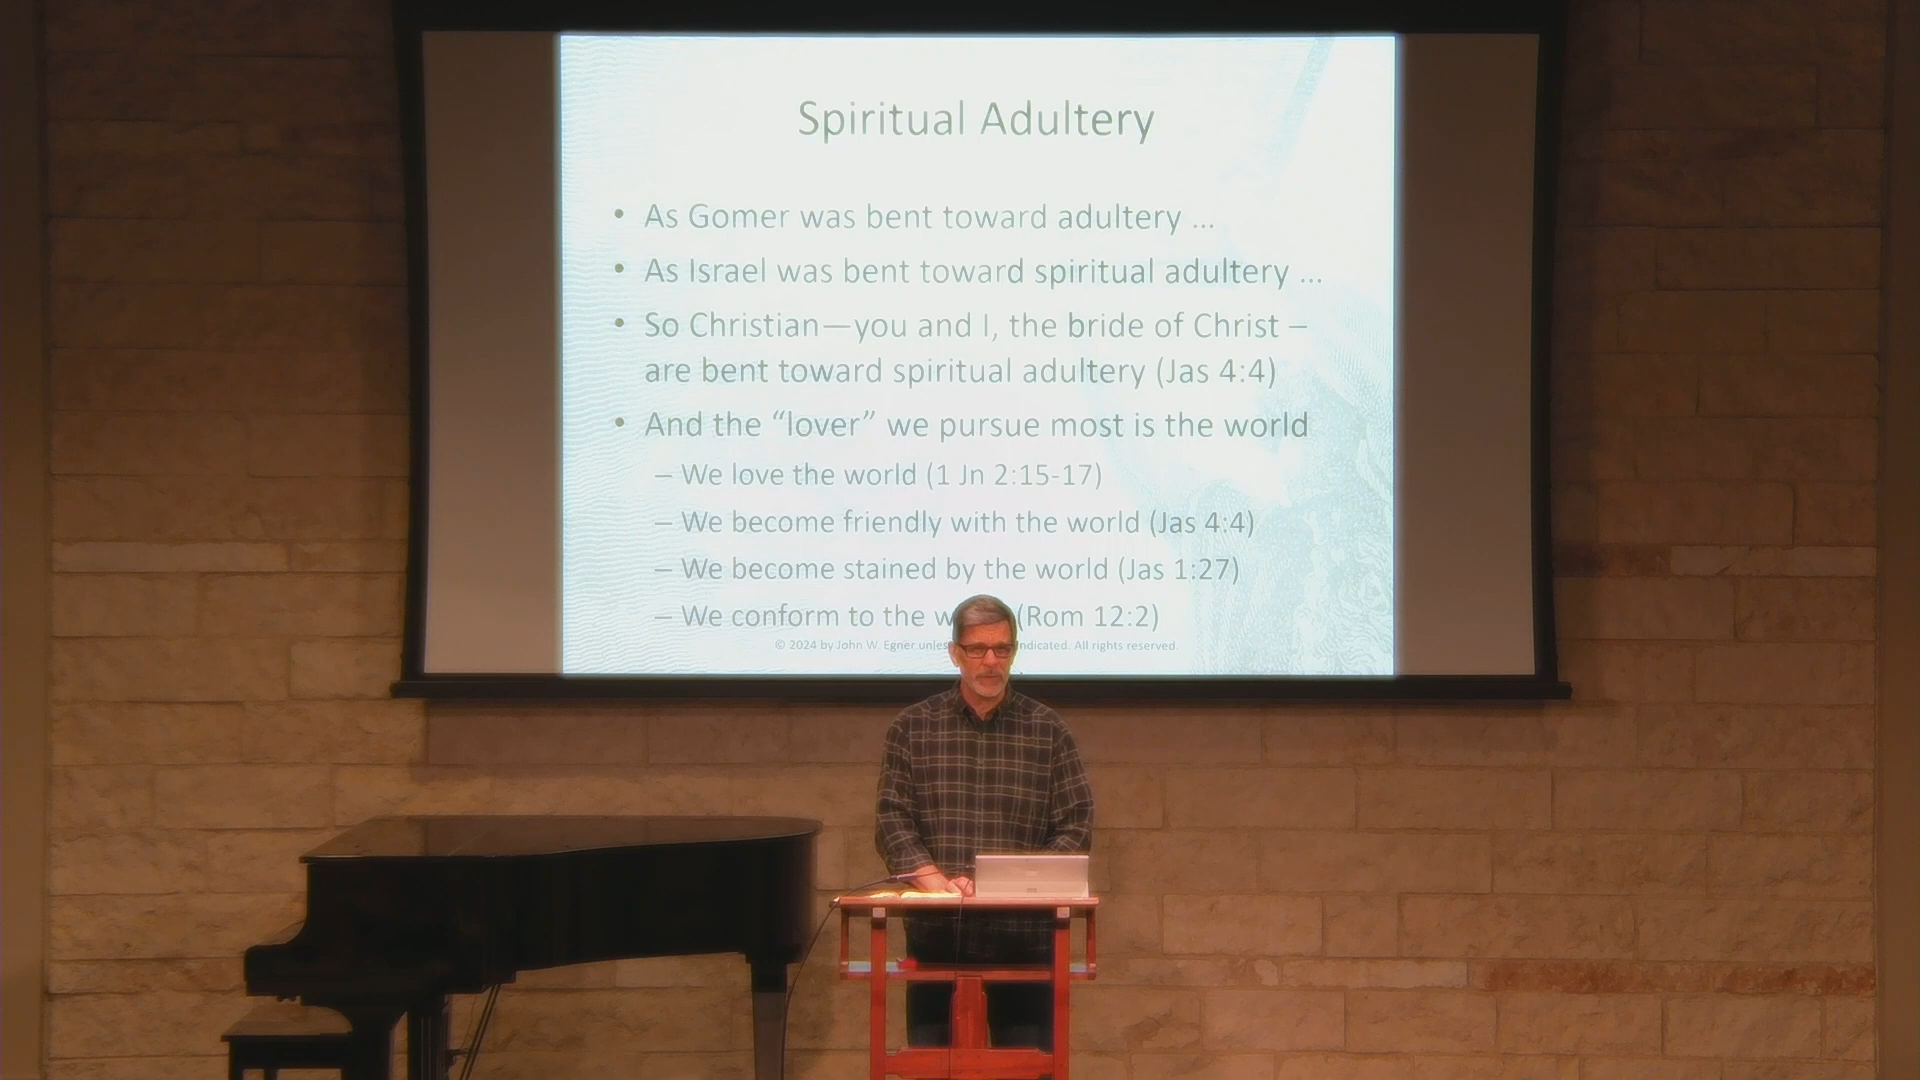 Spiritual Adultery
• As Gomer was bent toward adultery ...
• As Israel was bent toward spiritual adultery ...
• So Christian—you and I, the bride of Christ –
are bent toward spiritual adultery (Jas 4:4)
• And the “lover” we pursue most is the world
– We love the world (1 Jn 2:15-17)
– We become friendly with the world (Jas 4:4)
– We become stained by the world (Jas 1:27)
– We conform to the (Rom 12:2)
© 2024 by John W. Egner indicated. All rights reserved.